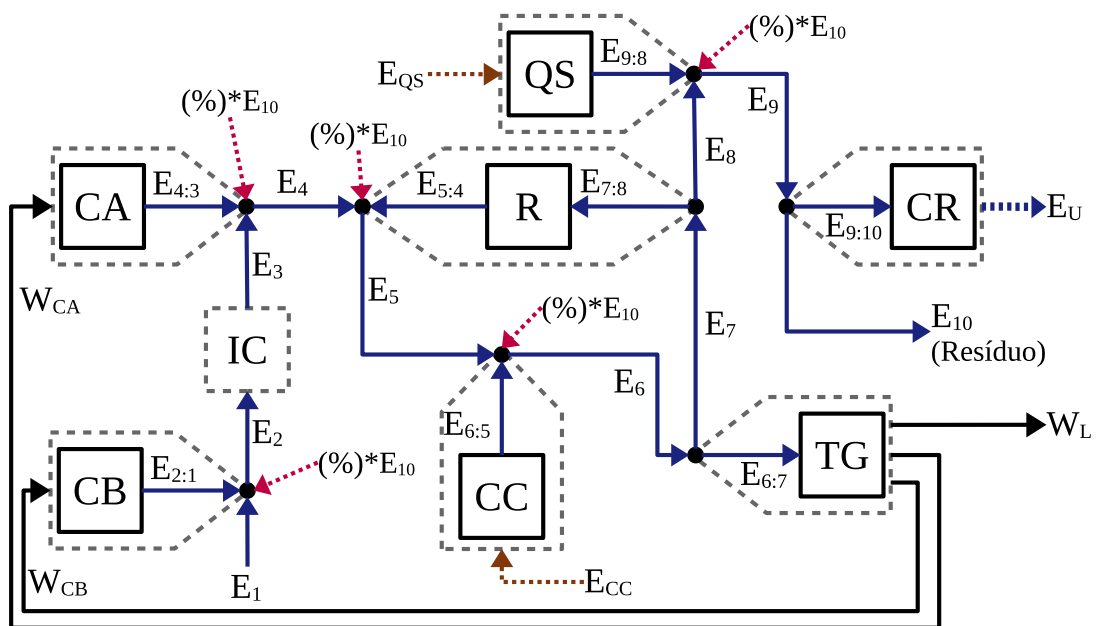 (%)*E10
QS
E9:8
EQS
E9
(%)*E10
(%)*E10
E8
CA
E4:3
E4
E5:4
R
E7:8
CR
EU
E9:10
E3
WCA
E5
E7
(%)*E10
E10
(Resíduo)
IC
E6
E2
E6:5
WL
CB
E2:1
(%)*E10
TG
E6:7
CC
WCB
E1
ECC